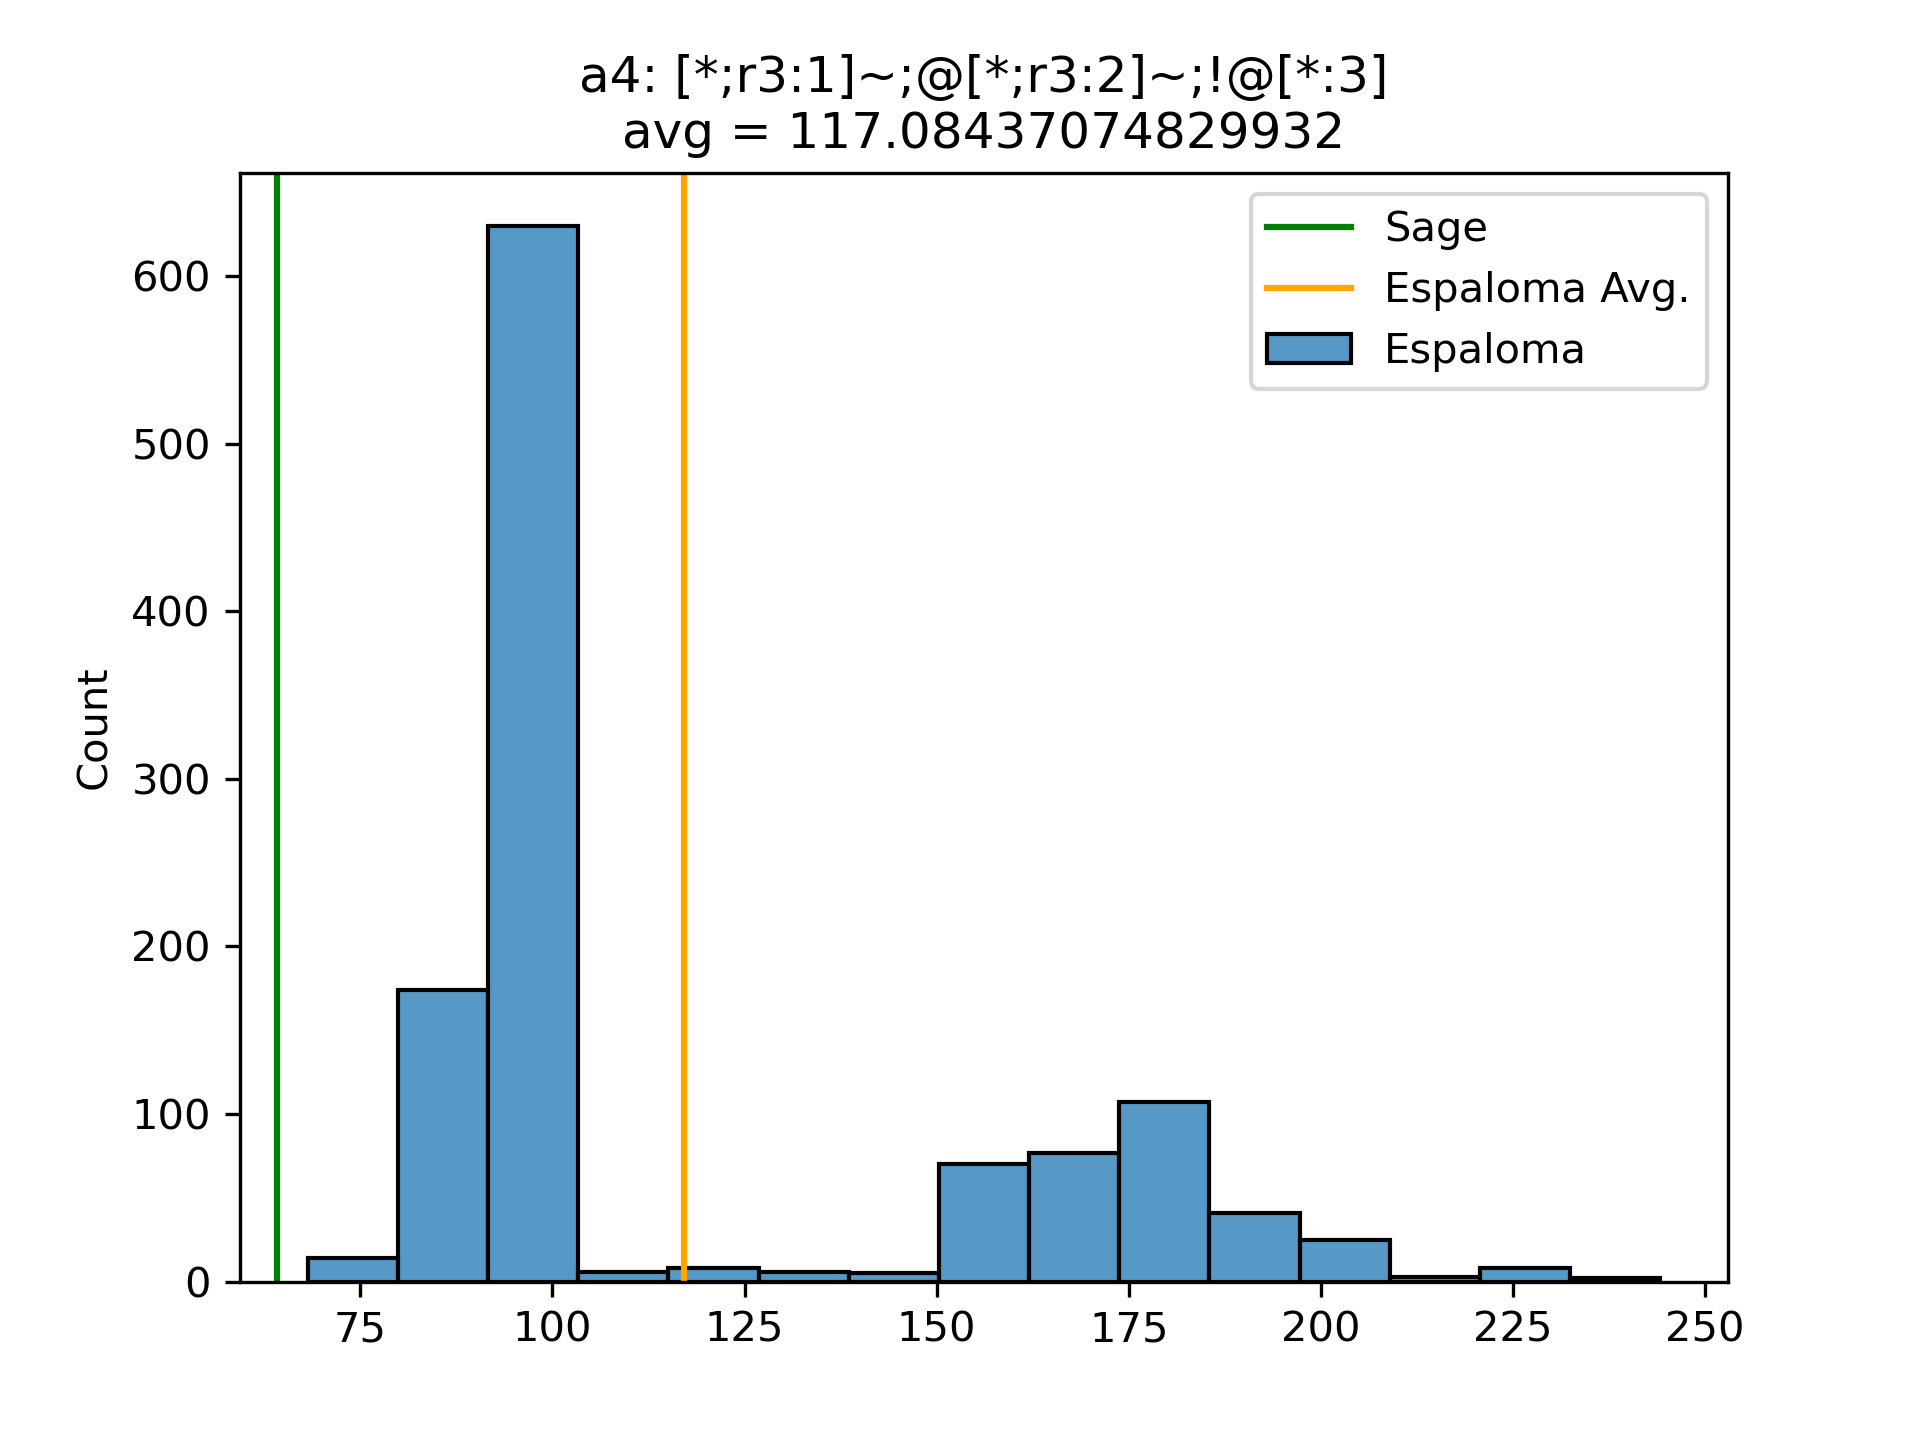 a4: [*;r3:1]~;@[*;r3:2]~;!@[*:3]
avg = 117.08437074829932
Sage
Espaloma Avg.
Espaloma
Count
600
500
400
300
200
100
0
75 100 125 150 175 200 225 250